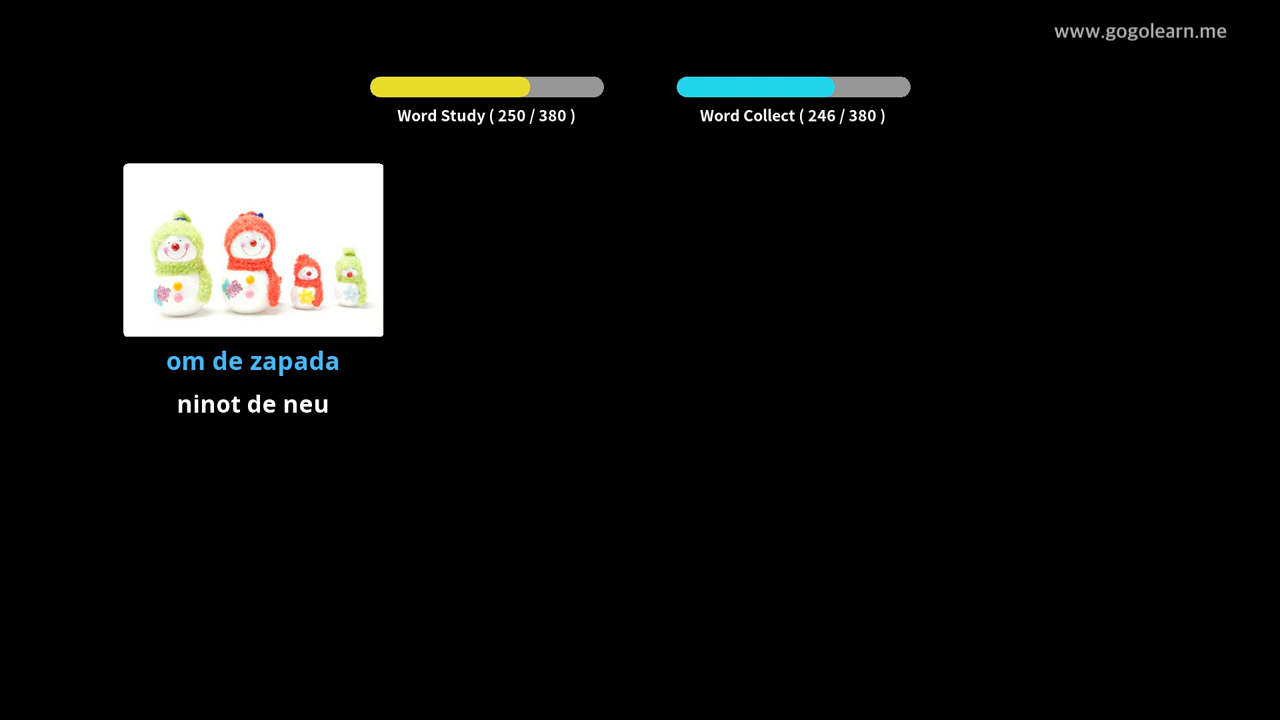 www.gogolearn.me
Word Study ( 250 / 380 )
Word Collect ( 246 / 380 )
om de zapada
ninot de neu